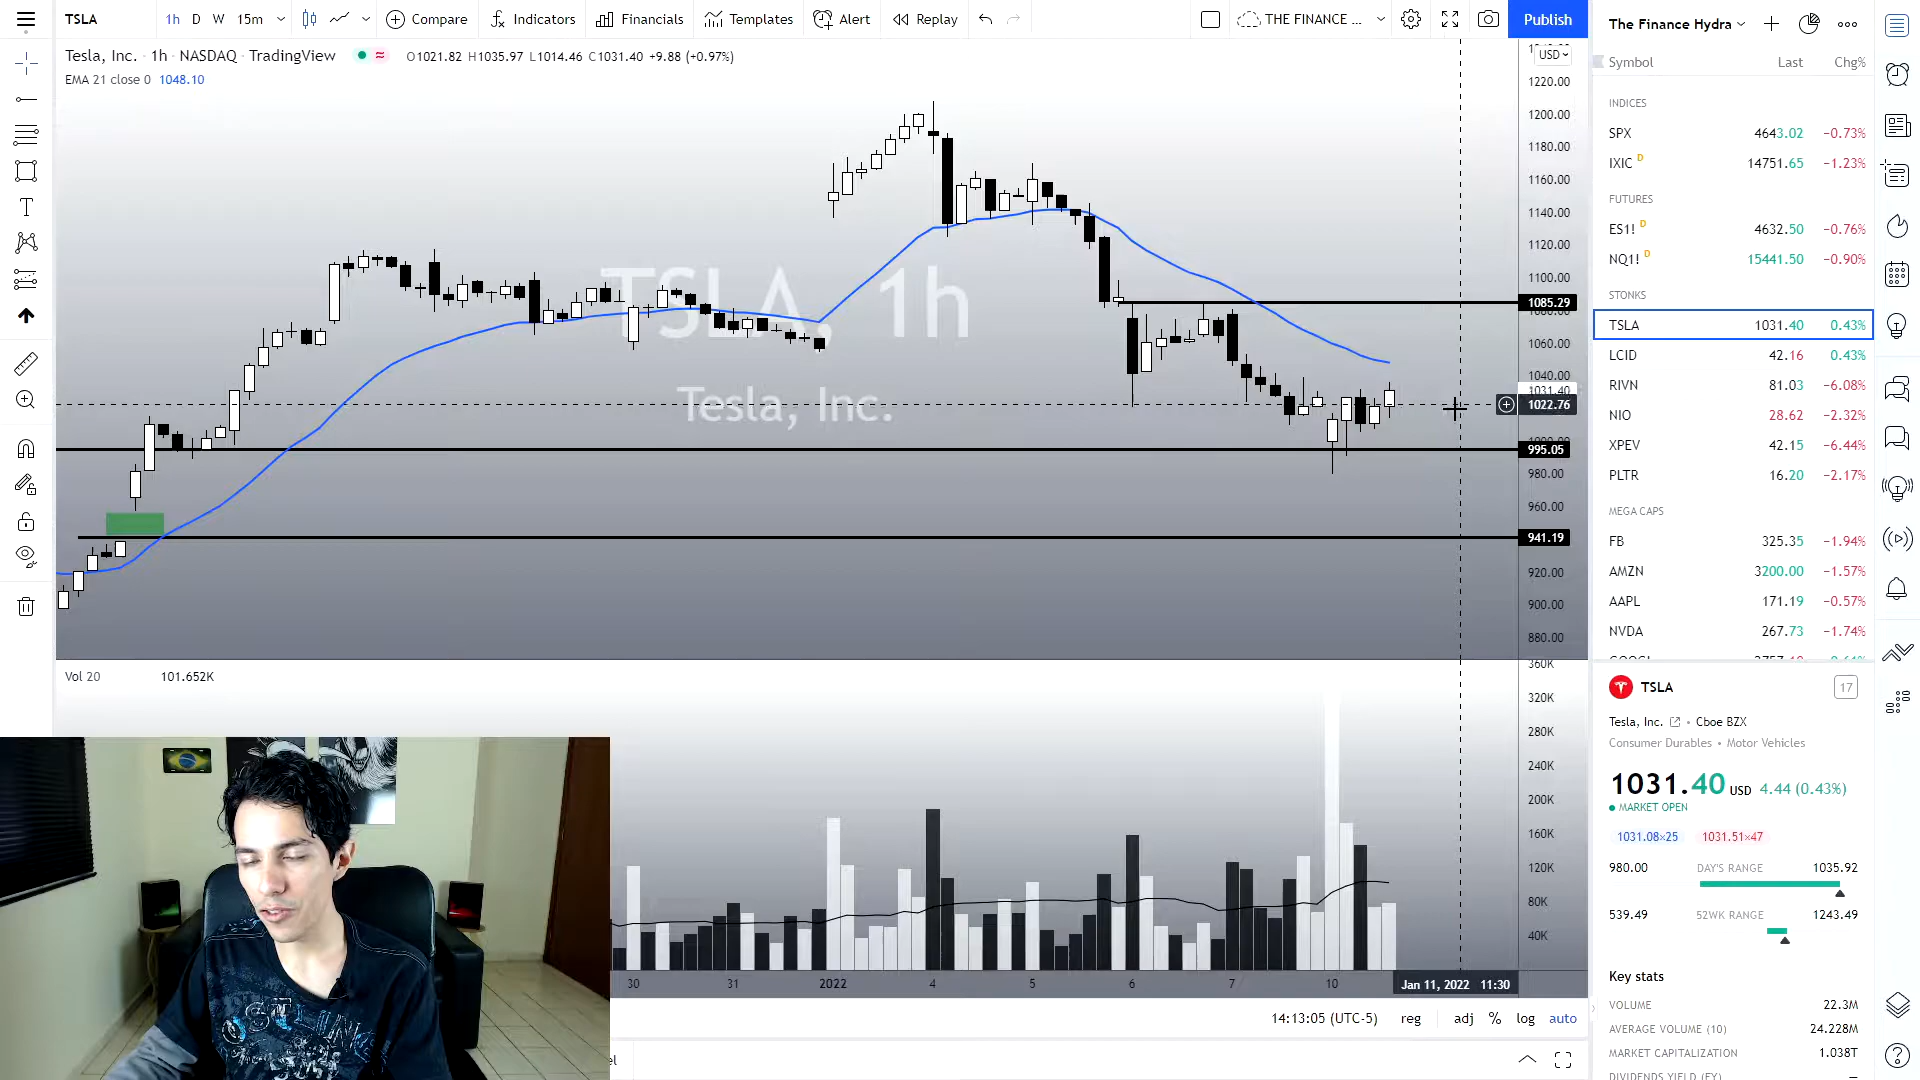 TSLA 1h D W 15m Compare Indicators Financials Templates Alert Replay THE FINANCE ... Publish
Tesla, Inc. · 1h · NASDAQ · TradingView O1021.82 H1035.97 L1014.46 C1031.40 +9.88 (+0.97%)
EMA 21 close 0 1048.10
TSLA, 1h
Tesla, Inc.
USD
1220.00
1200.00
1180.00
1160.00
1140.00
1120.00
1100.00
1085.29
1080.00
1060.00
1040.00
1031.40
1022.76
1000.00
995.05
980.00
960.00
941.19
920.00
900.00
880.00
Vol 20 101.652K
360K
320K
280K
240K
200K
160K
120K
80K
40K
30 31 2022 4 5 6 7 10 Jan 11, 2022 11:30
14:13:05 (UTC-5) reg adj % log auto
The Finance Hydra
Symbol Last Chg%
INDICES
SPX 4643.02 −0.73%
IXIC D 14751.65 −1.23%
FUTURES
ES1! D 4632.50 −0.76%
NQ1! D 15441.50 −0.90%
STONKS
TSLA 1031.40 0.43%
LCID 42.16 0.43%
RIVN 81.03 −6.08%
NIO 28.62 −2.32%
XPEV 42.15 −6.44%
PLTR 16.20 −2.17%
MEGA CAPS
FB 325.35 −1.94%
AMZN 3200.00 −1.57%
AAPL 171.19 −0.57%
NVDA 267.73 −1.74%
TSLA 17
Tesla, Inc. • Cboe BZX
Consumer Durables • Motor Vehicles
1031.40 USD 4.44 (0.43%)
MARKET OPEN
1031.08×25 1031.51×47
980.00 DAY'S RANGE 1035.92
539.49 52WK RANGE 1243.49
Key stats
VOLUME 22.3M
AVERAGE VOLUME (10) 24.228M
MARKET CAPITALIZATION 1.038T
DIVIDENDS YIELD (FY) —